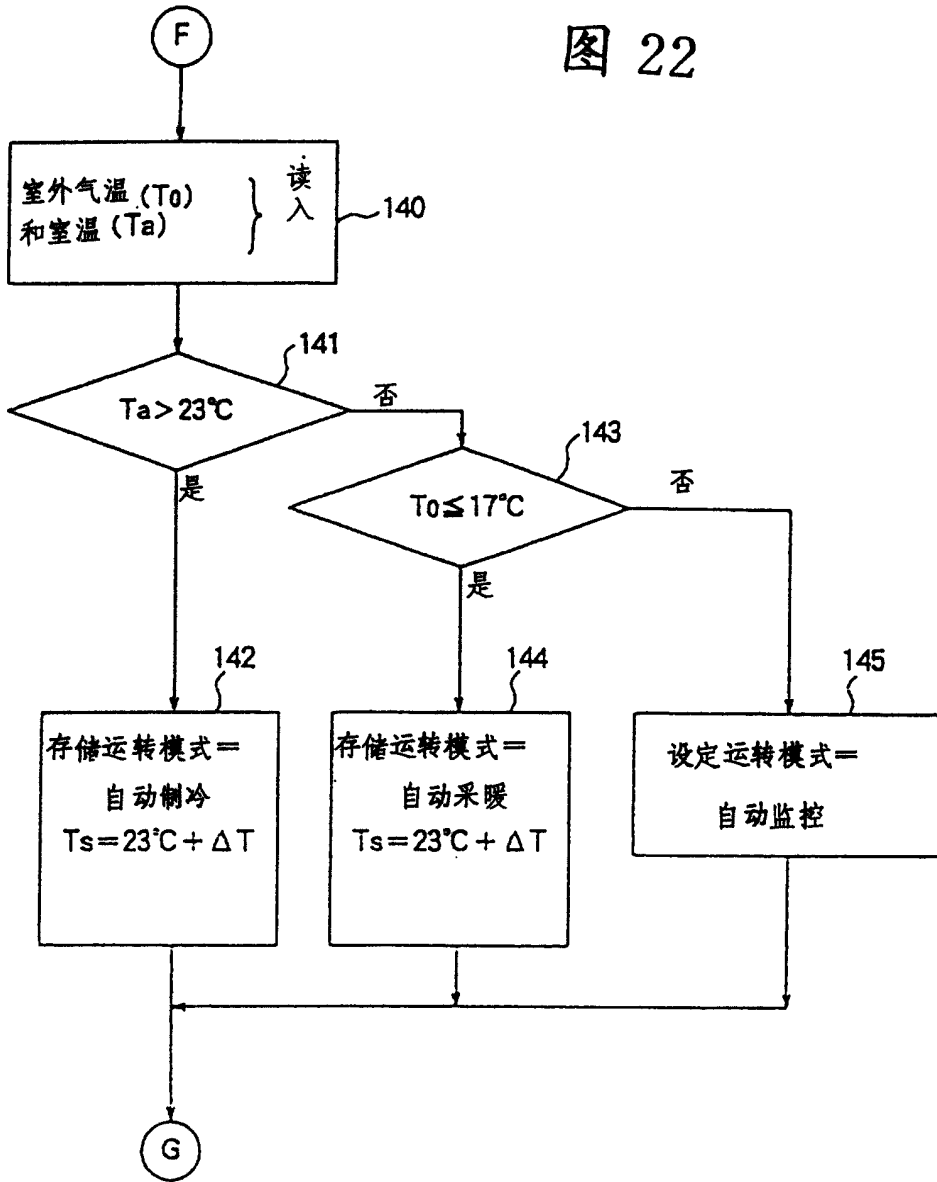 F
图 22
室外气温 (To)
和室温 (Ta)
}
读入
140
141
Ta>23℃
否
是
143
To≦17℃
否
是
142
存储运转模式=
自动制冷
Ts=23℃+ΔT
144
存储运转模式=
自动采暖
Ts=23℃+ΔT
145
设定运转模式=
自动监控
G